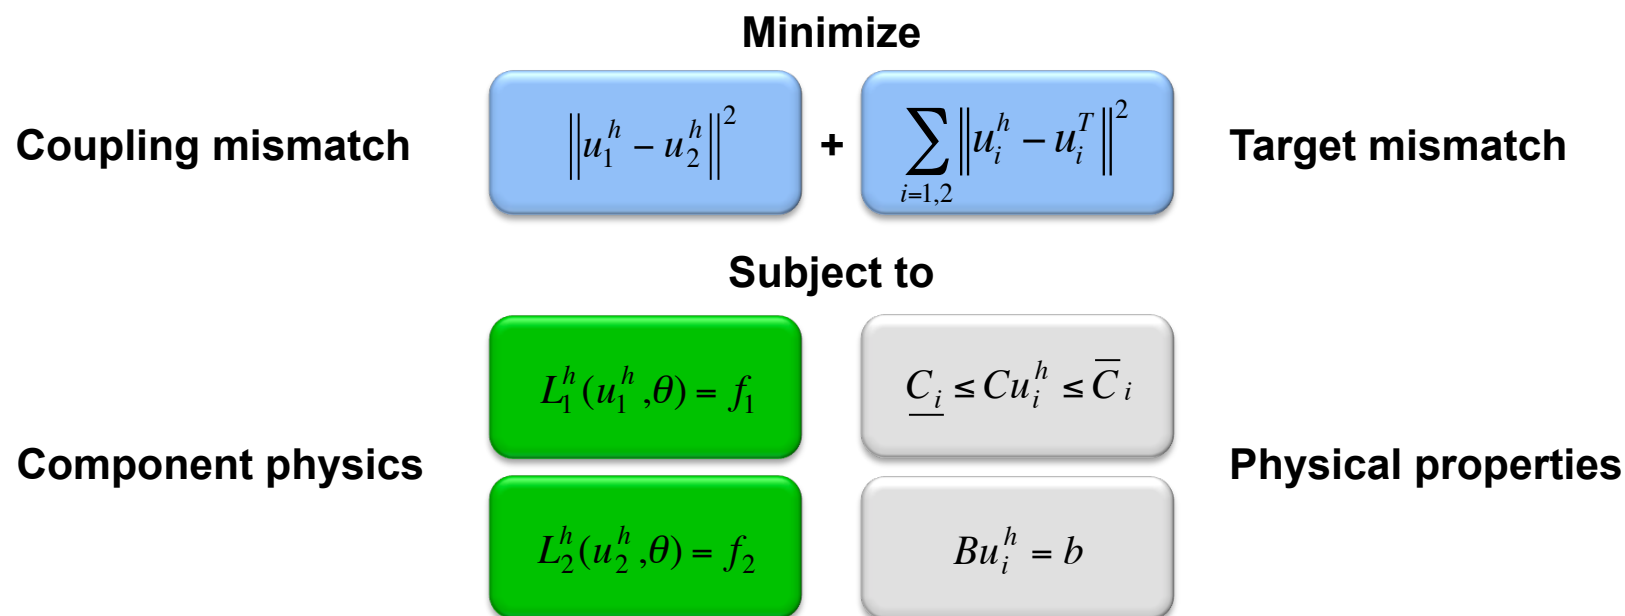 Minimize
Coupling mismatch
‖u₁ʰ − u₂ʰ‖²
+
∑ᵢ₌₁,₂ ‖uᵢʰ − uᵢᵀ‖²
Target mismatch
Subject to
L₁ʰ(u₁ʰ,θ) = f₁
C̲ᵢ ≤ Cuᵢʰ ≤ C̅ᵢ
Component physics
Physical properties
L₂ʰ(u₂ʰ,θ) = f₂
Buᵢʰ = b